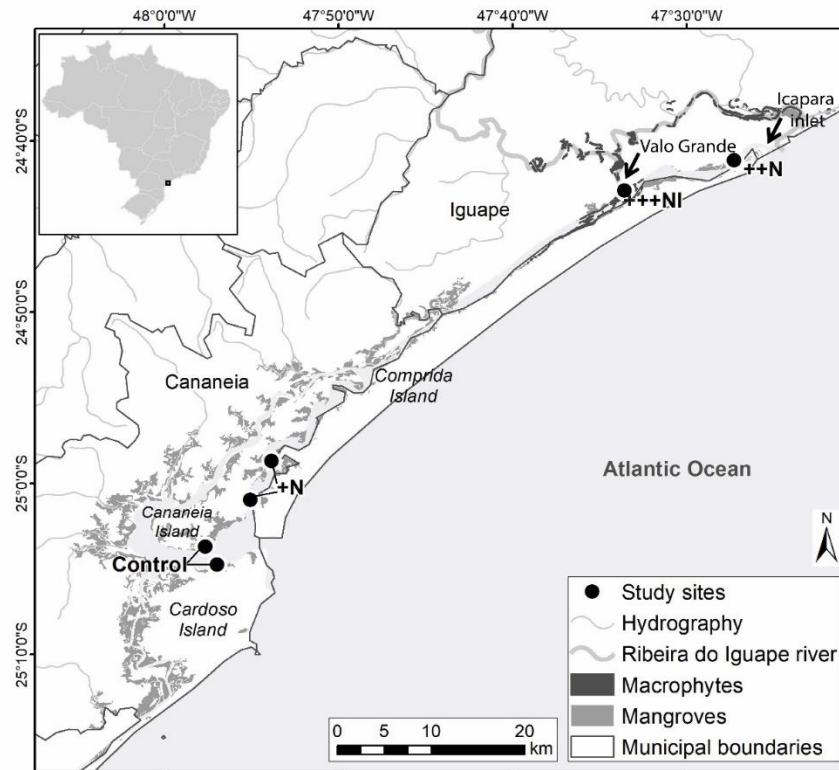 48°0'0"W
47°50'0"W
47°40'0"W
47°30'0"W
24°40'0"S
24°50'0"S
25°0'0"S
25°10'0"S
Icapara
inlet
Valo Grande
++N
+++NI
Iguape
Cananeia
Comprida
Island
+N
Atlantic Ocean
Cananeia
Island
Control
Cardoso
Island
N
Study sites
Hydrography
Ribeira do Iguape river
Macrophytes
Mangroves
Municipal boundaries
0 5 10 20
km